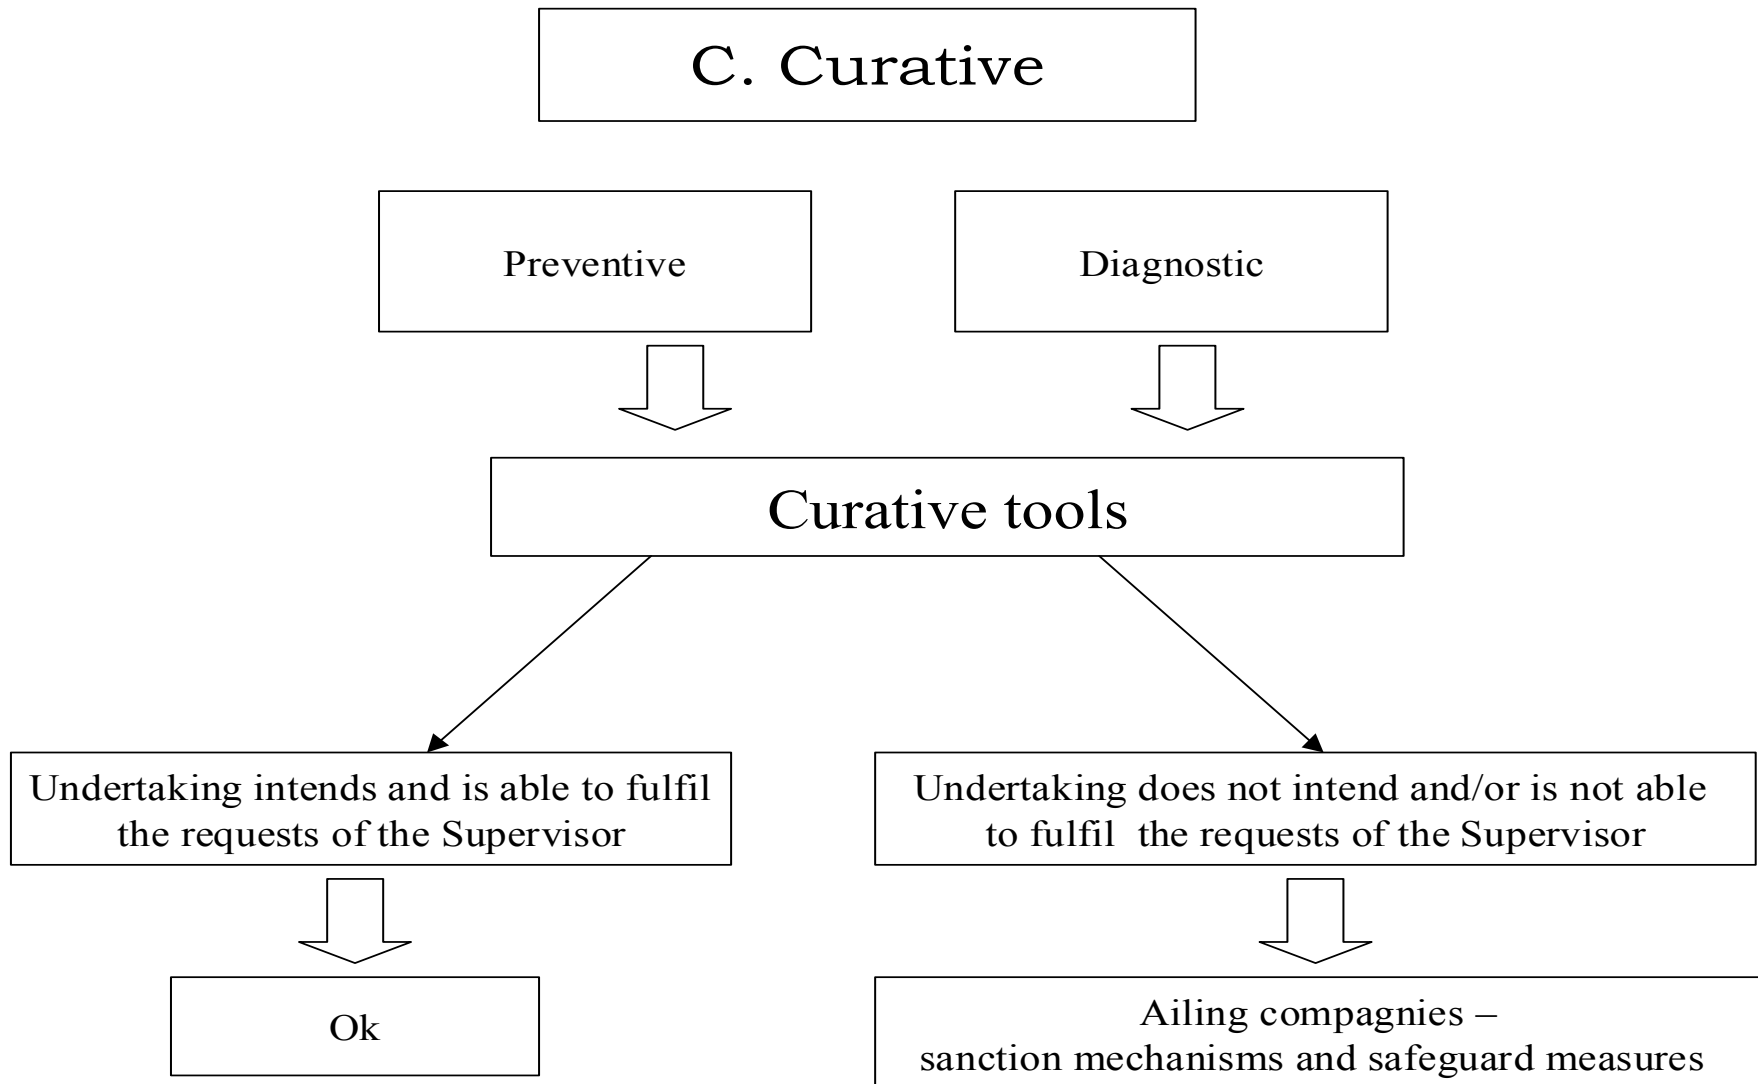 C. Curative
Preventive
Diagnostic
Curative tools
Undertaking intends and is able to fulfil
the requests of the Supervisor
Undertaking does not intend and/or is not able
to fulfil  the requests of the Supervisor
Ok
Ailing compagnies –
sanction mechanisms and safeguard measures